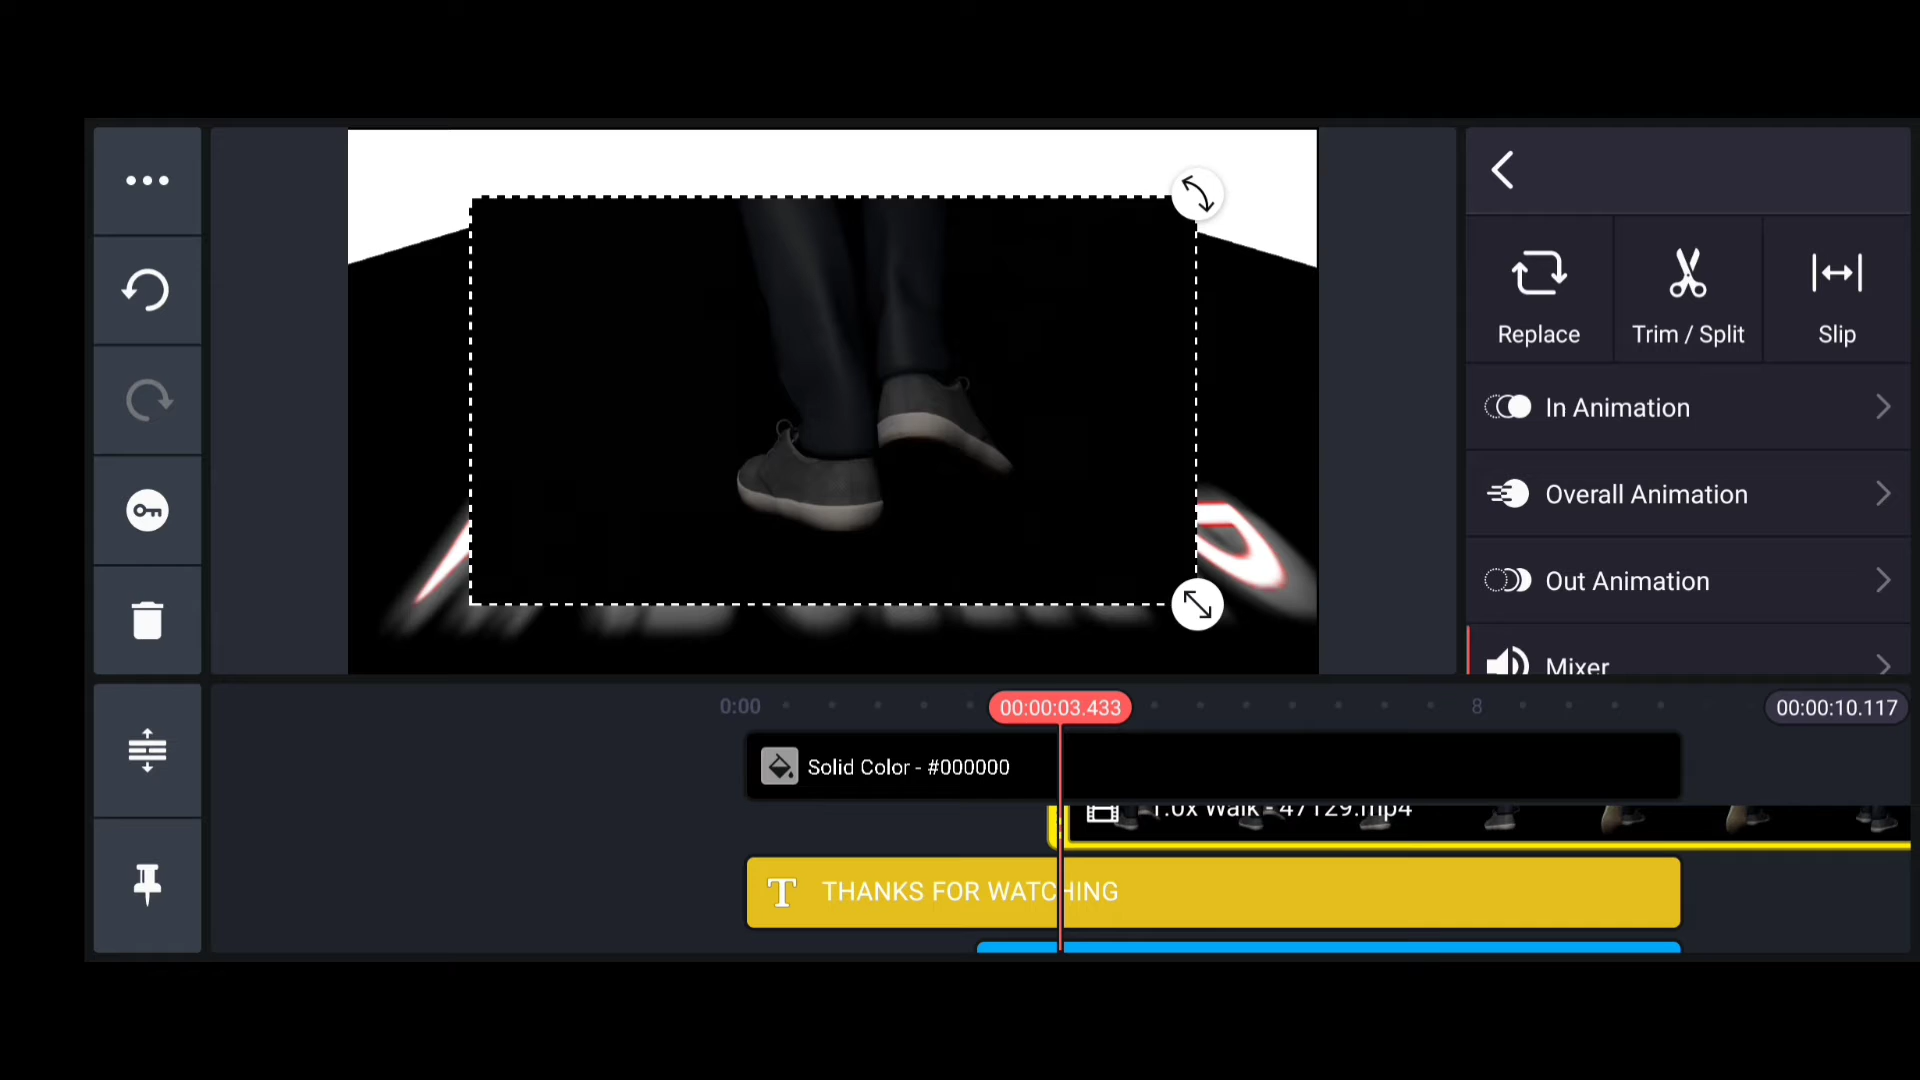 Replace
Trim / Split
Slip
In Animation
Overall Animation
Out Animation
Mixer
0:00
00:00:03.433
8
00:00:10.117
Solid Color - #000000
1.0x Walk - 47129.mp4
THANKS FOR WATCHING